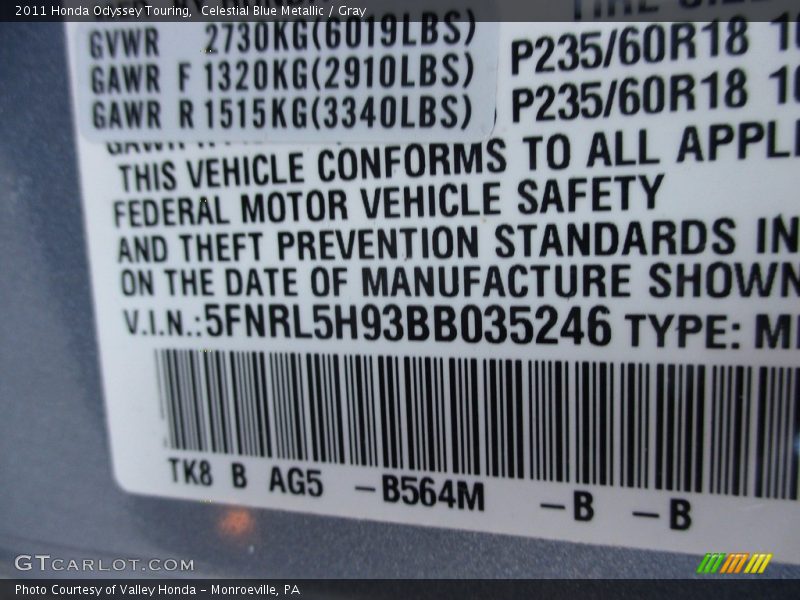 2011 Honda Odyssey Touring,  Celestial Blue Metallic / Gray
GVWR 2730KG(6019LBS)
GAWR F 1320KG(2910LBS) P235/60R18
GAWR R 1515KG(3340LBS) P235/60R18
THIS VEHICLE CONFORMS TO ALL APPL
FEDERAL MOTOR VEHICLE SAFETY
AND THEFT PREVENTION STANDARDS IN
ON THE DATE OF MANUFACTURE SHOWN
V.I.N.:5FNRL5H93BB035246 TYPE:
TK8 B AG5 -B564M -B -B
GTCARLOT.COM
Photo Courtesy of Valley Honda - Monroeville, PA